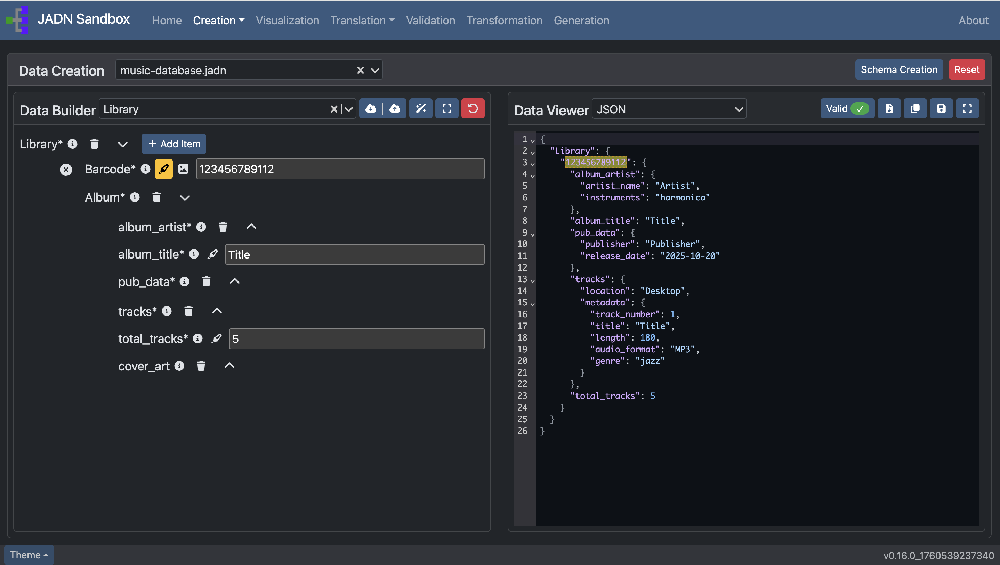 JADN Sandbox Home Creation Visualization Translation Validation Transformation Generation About
Data Creation music-database.jadn Schema Creation Reset
Data Builder Library
Library* + Add Item
Barcode* 123456789112
Album*
album_artist*
album_title* Title
pub_data*
tracks*
total_tracks* 5
cover_art
Data Viewer JSON Valid
1 {
2 "Library": {
3 "123456789112": {
4 "album_artist": {
5 "artist_name": "Artist",
6 "instruments": "harmonica"
7 },
8 "album_title": "Title",
9 "pub_data": {
10 "publisher": "Publisher",
11 "release_date": "2025-10-20"
12 },
13 "tracks": {
14 "location": "Desktop",
15 "metadata": {
16 "track_number": 1,
17 "title": "Title",
18 "length": 180,
19 "audio_format": "MP3",
20 "genre": "jazz"
21 }
22 },
23 "total_tracks": 5
24 }
25 }
26 }
Theme v0.16.0_1760539237340